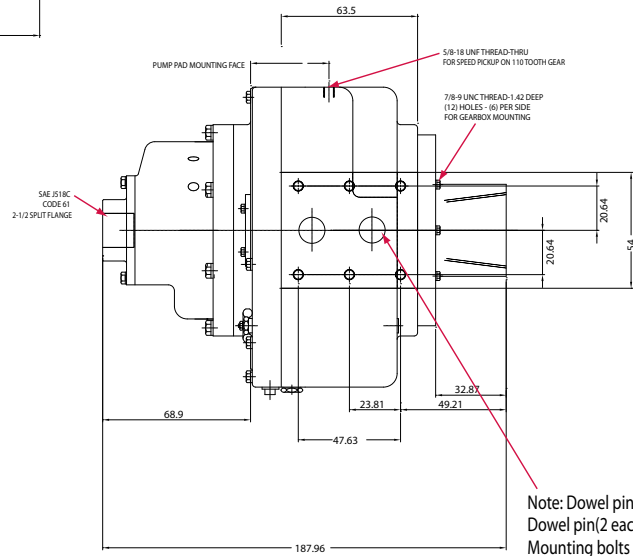 63.5
5/8-18 UNF THREAD-THRU
FOR SPEED PICKUP ON 110 TOOTH GEAR
PUMP PAD MOUNTING FACE
7/8-9 UNC THREAD-1.42 DEEP
(12) HOLES - (6) PER SIDE
FOR GEARBOX MOUNTING
SAE J518C
CODE 61
2-1/2 SPLIT FLANGE
20.64
54
20.64
32.87
23.81
49.21
68.9
47.63
187.96
Note: Dowel pin
Dowel pin(2 eac
Mounting bolts